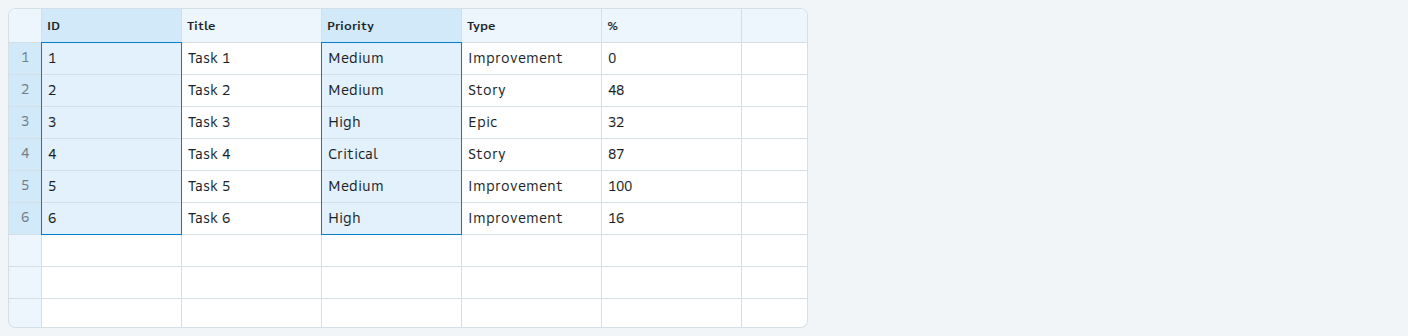 ID Title Priority Type %
1 1 Task 1 Medium Improvement 0
2 2 Task 2 Medium Story 48
3 3 Task 3 High Epic 32
4 4 Task 4 Critical Story 87
5 5 Task 5 Medium Improvement 100
6 6 Task 6 High Improvement 16